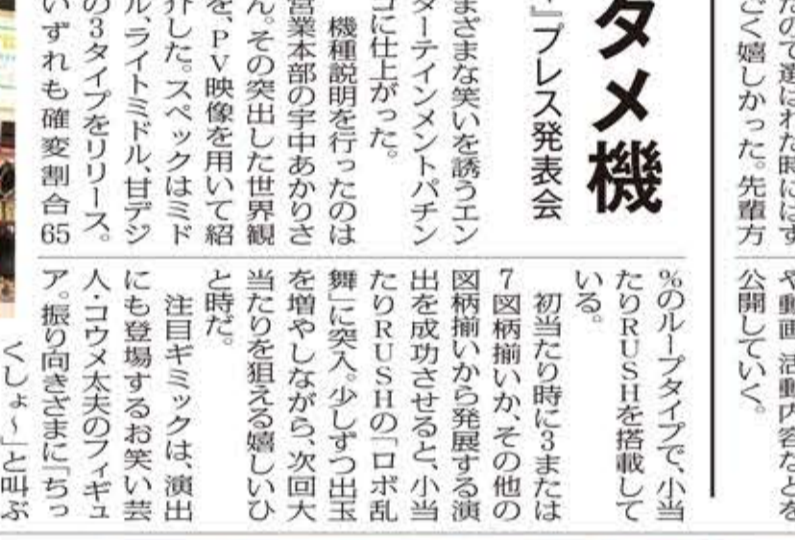 たので選ばれた時にはす
ごく嬉しかった。先輩方
や動画、活動内容などを
公開していく。
タメ機
』プレス発表会
まざまな笑いを誘うエン
ターテインメントパチン
コに仕上がった。
機種説明を行ったのは
営業本部の宇中あかりさ
ん。その突出した世界観
を、PV映像を用いて紹
介した。スペックはミド
ル、ライトミドル、甘デジ
の3タイプをリリース。
いずれも確変割合65
%のループタイプで、小当
たりRUSHを搭載して
いる。
初当たり時に3または
7図柄揃いか、その他の
図柄揃いから発展する演
出を成功させると、小当
たりRUSHの「ロボ乱
舞」に突入。少しずつ出玉
を増やしながら、次回大
当たりを狙える嬉しいひ
と時だ。
注目ギミックは、演出
にも登場するお笑い芸
人・コウメ太夫のフィギュ
ア。振り向きざまに「ちっ
くしょ～」と叫ぶ